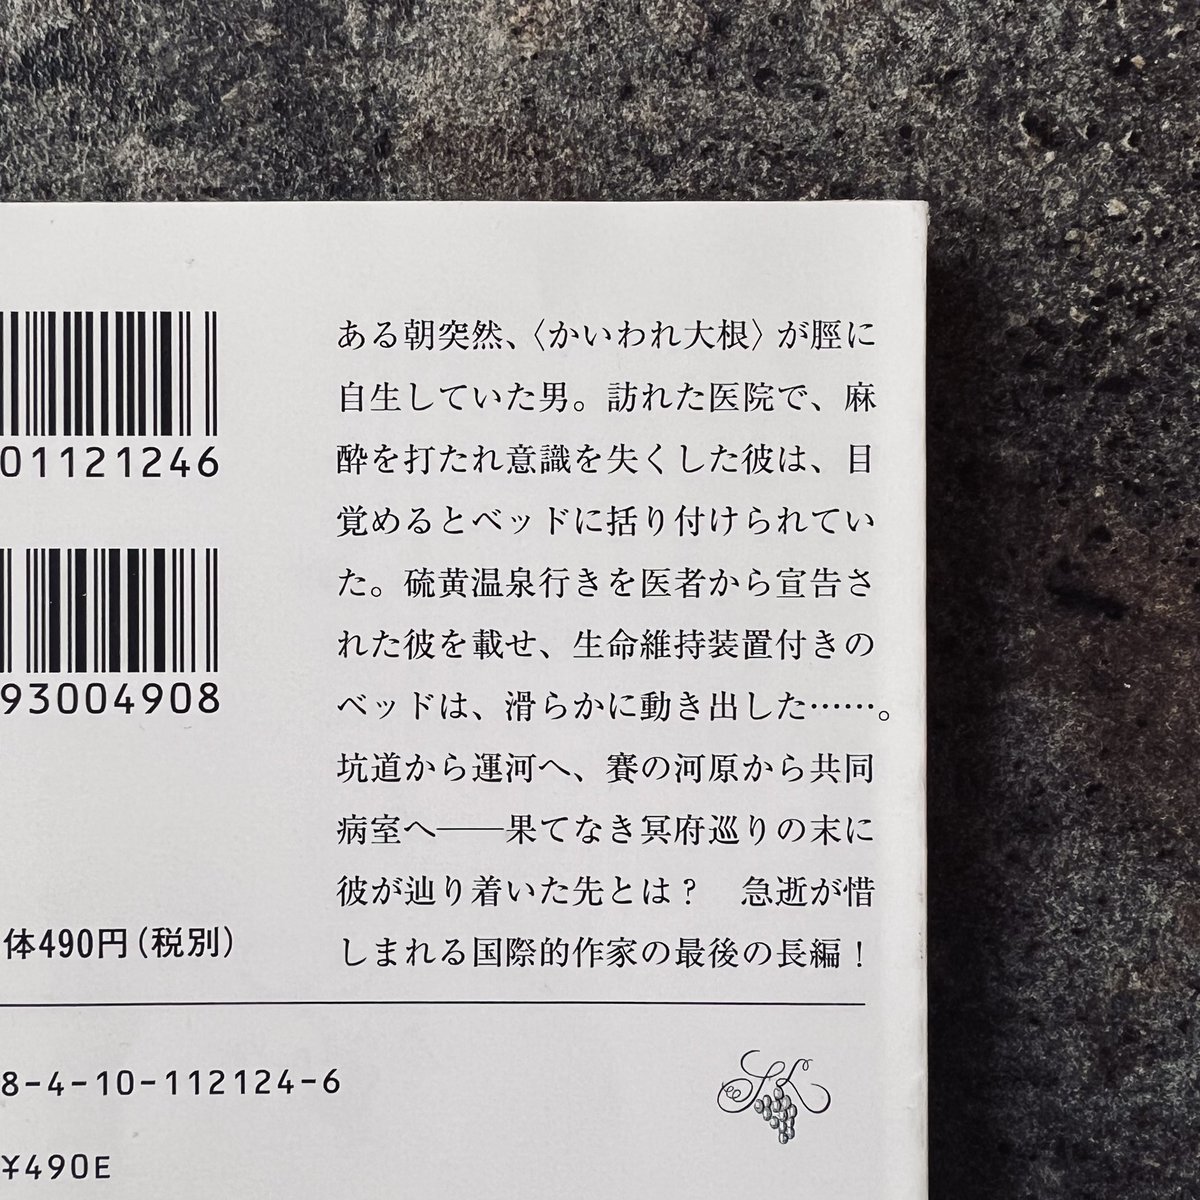 01121246
93004908
ある朝突然、〈かいわれ大根〉が脛に
自生していた男。訪れた医院で、麻
酔を打たれ意識を失くした彼は、目
覚めるとベッドに括り付けられてい
た。硫黄温泉行きを医者から宣告さ
れた彼を載せ、生命維持装置付きの
ベッドは、滑らかに動き出した……。
坑道から運河へ、賽の河原から共同
病室へ――果てなき冥府巡りの末に
彼が辿り着いた先とは？　急逝が惜
しまれる国際的作家の最後の長編！
体490円(税別)
8-4-10-112124-6
¥490E
SK